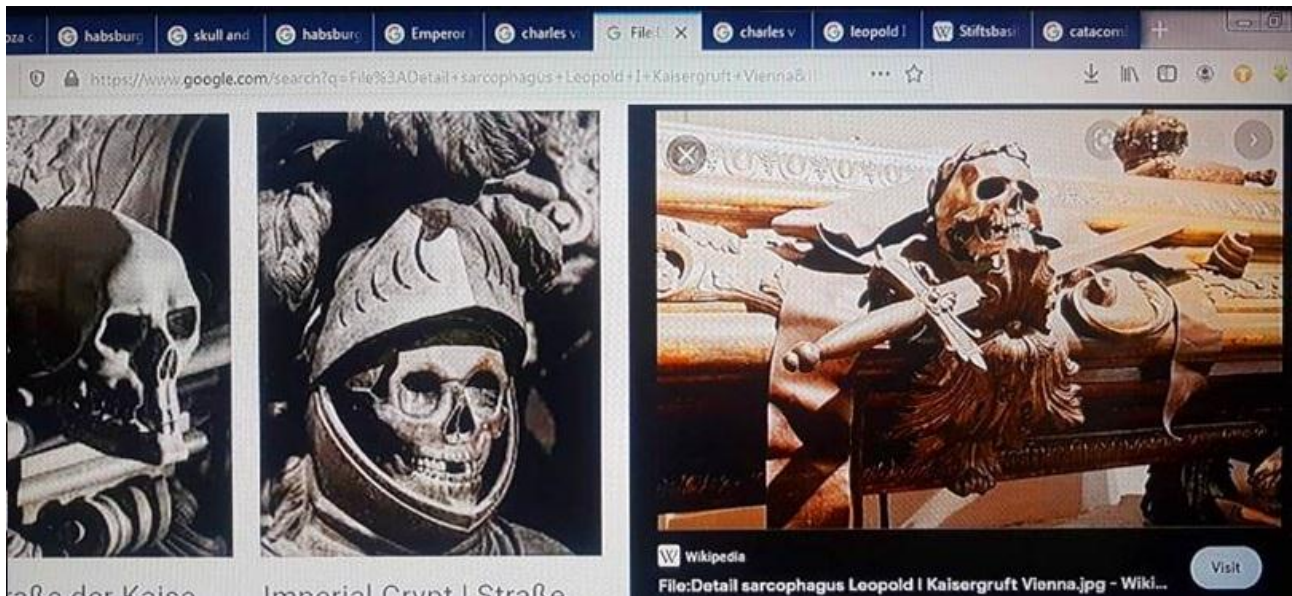 habsburg
skull and
habsburg
Emperor
charles v
G File:D X
charles v
leopold I
W Stiftsbasi
catacom
https://www.google.com/search?q=File%3ADetail+sarcophagus+Leopold+I+Kaisergruft+Vienna&
Imperial Crypt | Straße
W Wikipedia
Visit
File:Detail sarcophagus Leopold I Kaisergruft Vienna.jpg - Wiki...